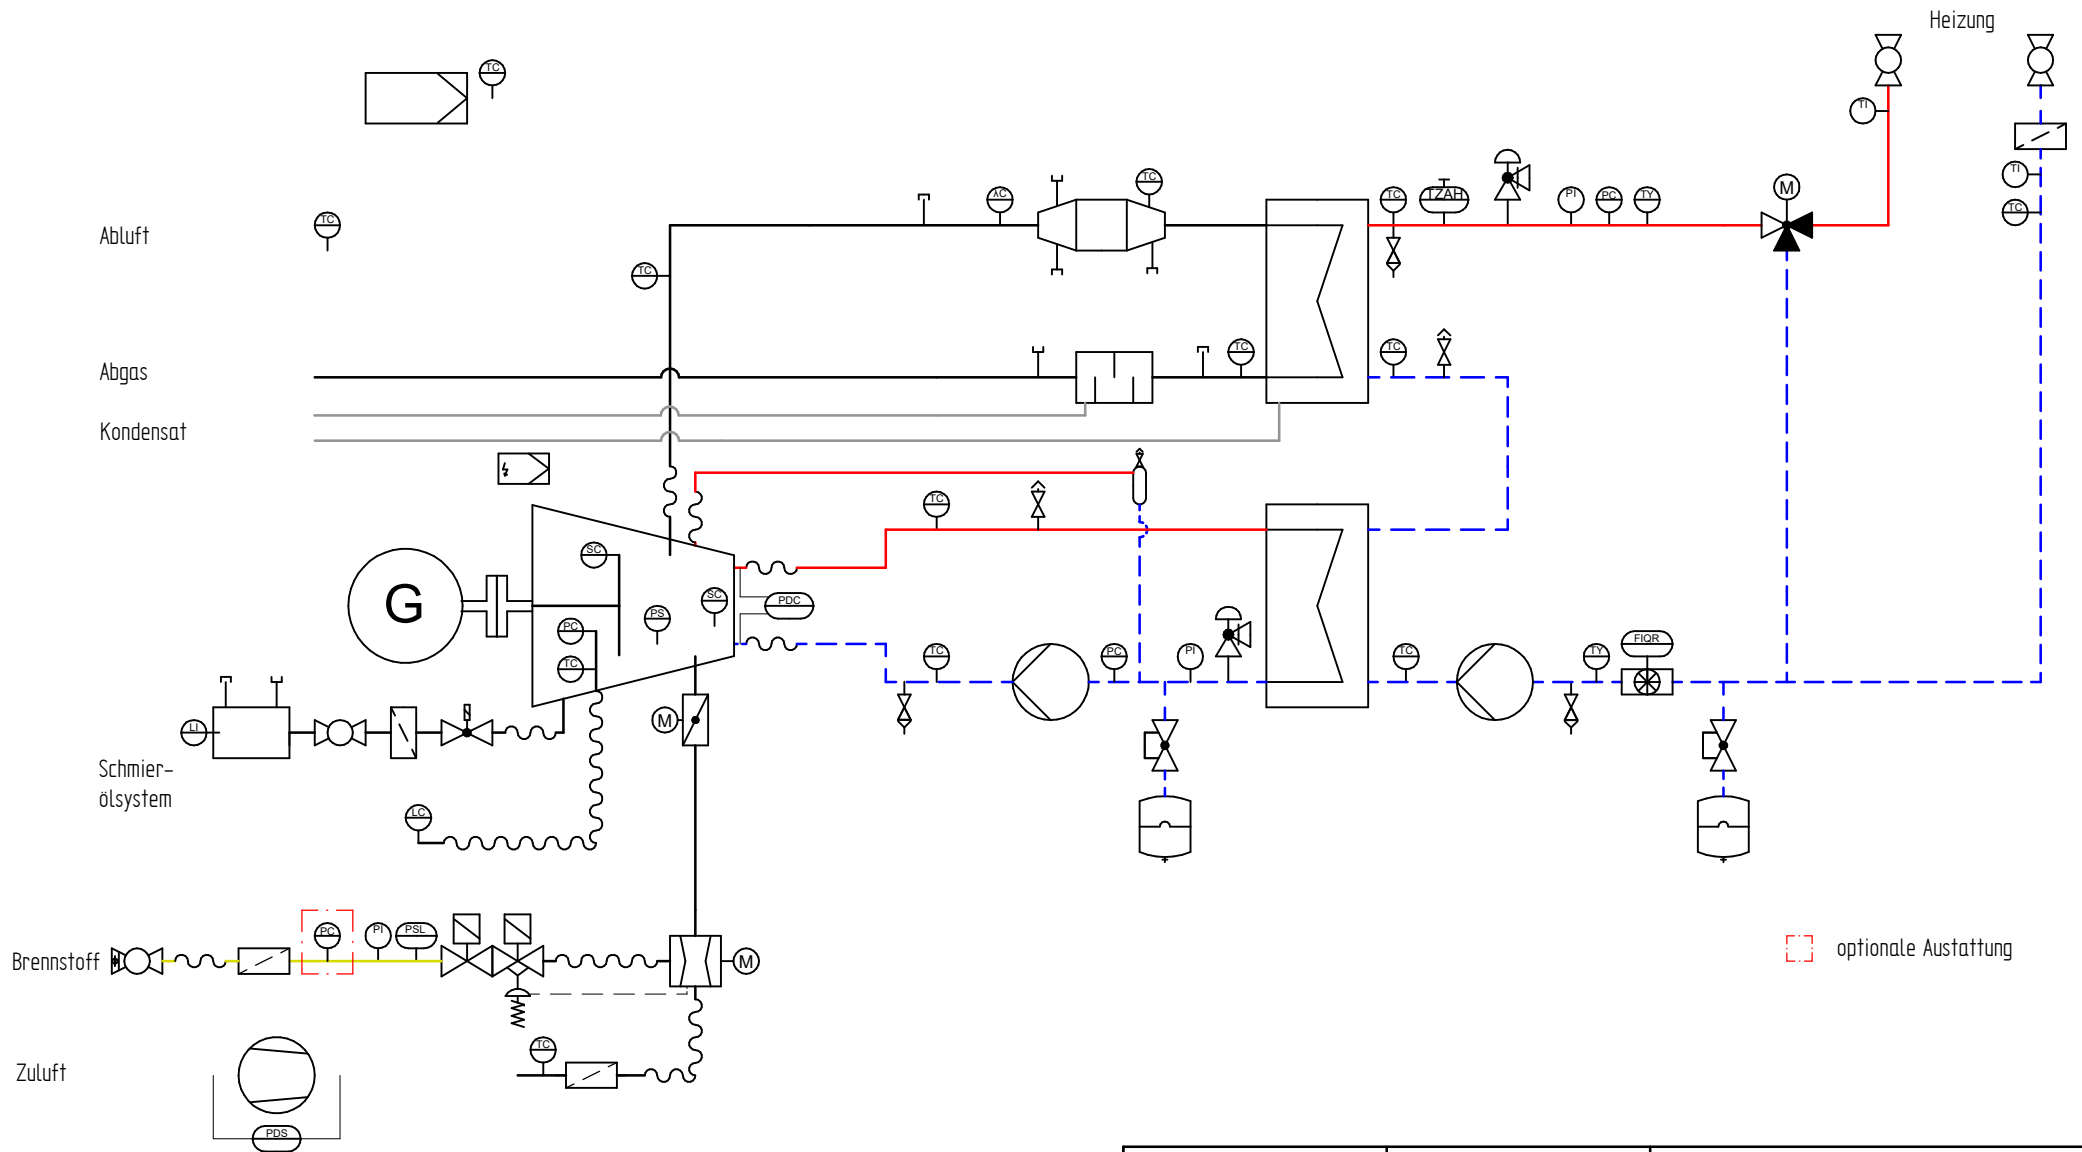 Heizung
TC
TI
TC
TC
λC
TC
TZAH
PI
PC
TY
M
TI
TC
Abluft
TC
Abgas
TC
TC
Kondensat
TC
SC
SC
G
PS
PDC
PC
TC
TC
PC
PI
TC
TY
FIQR
LI
M
Schmier-
ölsystem
LC
Brennstoff
PC
PI
PSL
M
optionale Austattung
TC
Zuluft
PDS